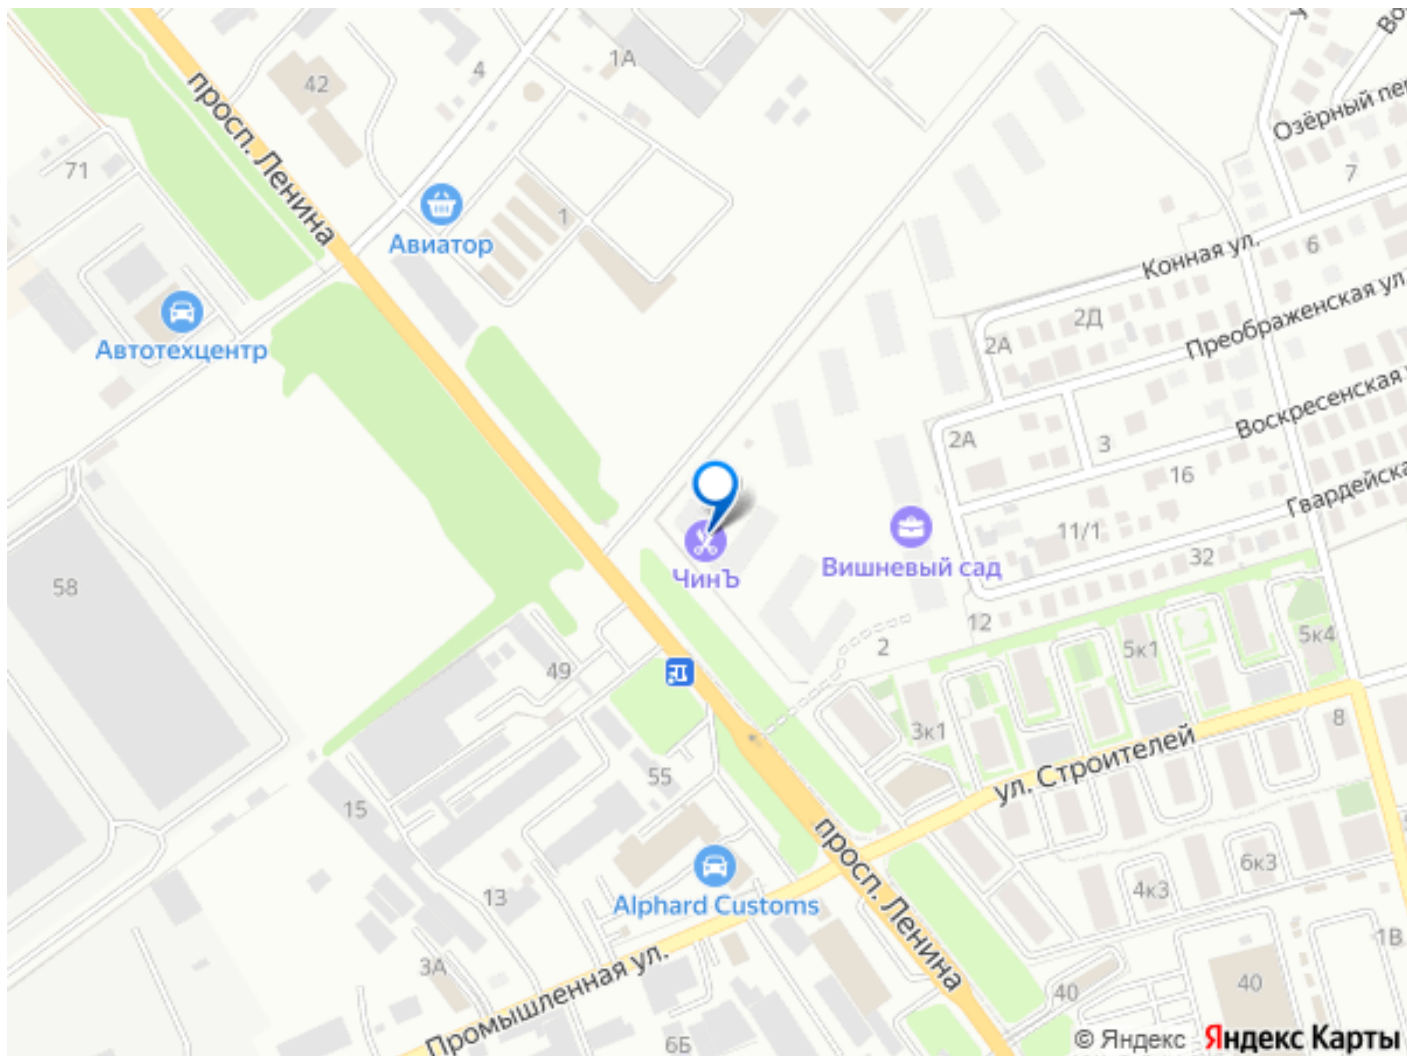 42
4
1А
просп. Ленина
71
1
Авиатор
Автотехцентр
Озёрный пер
7
Конная ул.
6
Преображенская ул.
2Д
2А
Воскресенская
2А
3
16
Гвардейска
11/1
32
58
ЧинЪ
Вишневый сад
12
2
5к1
5к4
49
3к1
8
55
ул. Строителей
15
просп. Ленина
13
Alphard Customs
4к3
6к3
1В
3А
Промышленная ул.
40
40
6Б
© Яндекс Яндекс Карты